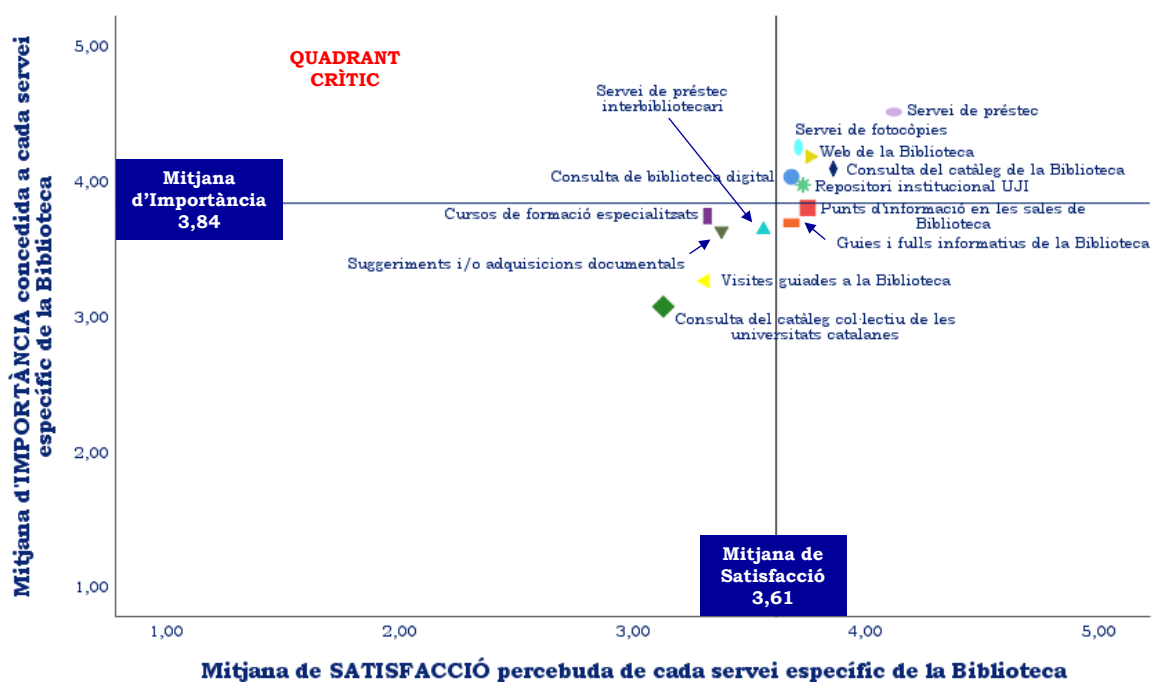 Mitjana d'IMPORTÀNCIA concedida a cada servei
específic de la Biblioteca
5,00
4,00
3,00
2,00
1,00
QUADRANT
CRÌTIC
Mitjana
d'Importància
3,84
Servei de préstec
interbibliotecari
Servei de préstec
Servei de fotocòpies
Web de la Biblioteca
Consulta del catàleg de la Biblioteca
Consulta de biblioteca digital
Repositori institucional UJI
Cursos de formació especialitzats
Punts d'informació en les sales de
Biblioteca
Guies i fulls informatius de la Biblioteca
Suggeriments i/o adquisicions documentals
Visites guiades a la Biblioteca
Consulta del catàleg col·lectiu de les
universitats catalanes
Mitjana de
Satisfacció
3,61
1,00
2,00
3,00
4,00
5,00
Mitjana de SATISFACCIÓ percebuda de cada servei específic de la Biblioteca